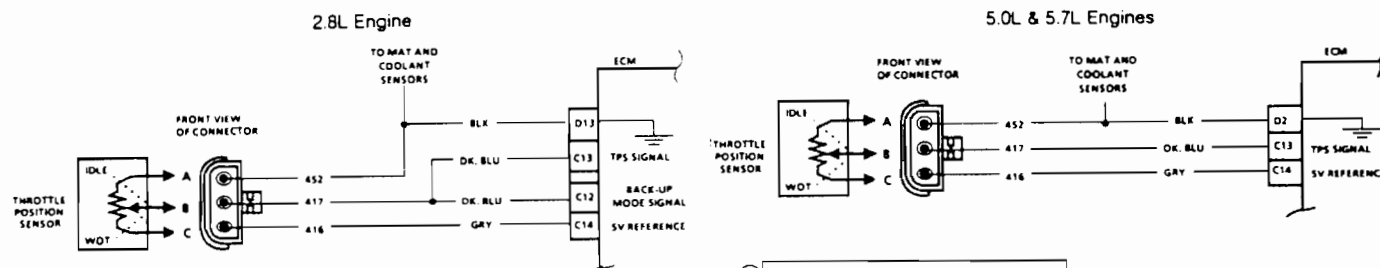 2.8L Engine
TO MAT AND
COOLANT
SENSORS
ECM
FRONT VIEW
OF CONNECTOR
BLK
D13
DK. BLU
C13
TPS SIGNAL
IDLE
A
452
THROTTLE
POSITION
SENSOR
B
417
DK. BLU
C12
BACK-UP
MODE SIGNAL
WOT
C
416
GRY
C14
5V REFERENCE
5.0L & 5.7L Engines
ECM
FRONT VIEW
OF CONNECTOR
TO MAT AND
COOLANT
SENSORS
IDLE
A
452
BLK
D2
THROTTLE
POSITION
SENSOR
B
417
DK. BLU
C13
TPS SIGNAL
WOT
C
416
GRY
C14
5V REFERENCE